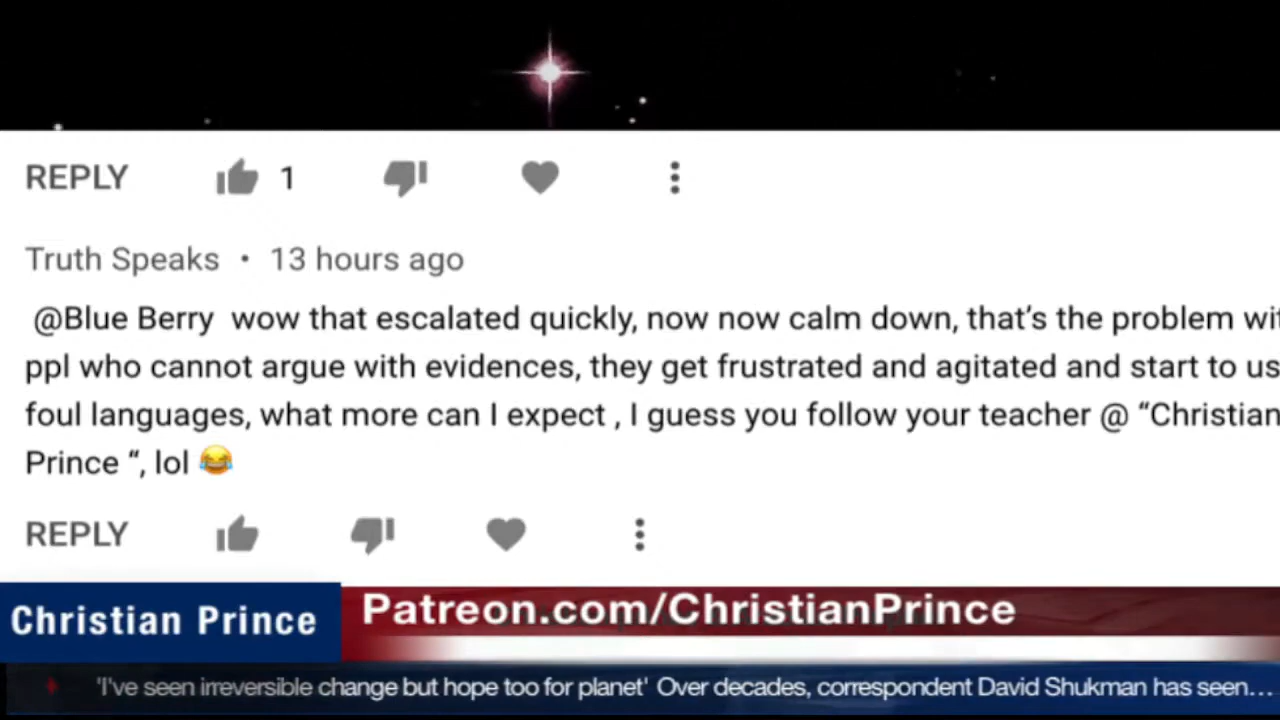 REPLY 1
Truth Speaks • 13 hours ago
@Blue Berry wow that escalated quickly, now now calm down, that’s the problem wit
ppl who cannot argue with evidences, they get frustrated and agitated and start to us
foul languages, what more can I expect , I guess you follow your teacher @ “Christian
Prince “, lol 😂
REPLY
Christian Prince
Patreon.com/ChristianPrince
'I've seen irreversible change but hope too for planet' Over decades, correspondent David Shukman has seen...